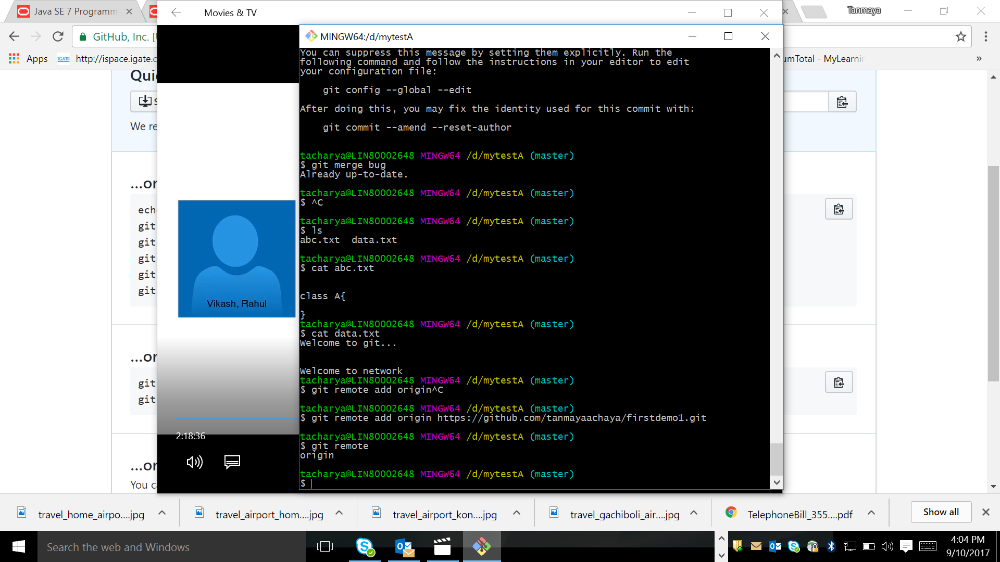 Java SE 7 Programm
Movies & TV
Tanmaya
GitHub, Inc. [U
MINGW64:/d/mytestA
Apps
iGATE
http://ispace.igate.c
umTotal - MyLearnin
Quic
S
We re
...or
echo
git
git
git
git
git
...or
git
git
...or
You ca
Vikash, Rahul
2:18:36
You can suppress this message by setting them explicitly. Run the
following command and follow the instructions in your editor to edit
your configuration file:
git config --global --edit
After doing this, you may fix the identity used for this commit with:
git commit --amend --reset-author
tacharya@LIN80002648 MINGW64 /d/mytestA (master)
$ git merge bug
Already up-to-date.
tacharya@LIN80002648 MINGW64 /d/mytestA (master)
$ ^C
tacharya@LIN80002648 MINGW64 /d/mytestA (master)
$ ls
abc.txt  data.txt
tacharya@LIN80002648 MINGW64 /d/mytestA (master)
$ cat abc.txt
class A{
}
tacharya@LIN80002648 MINGW64 /d/mytestA (master)
$ cat data.txt
Welcome to git...
Welcome to network
tacharya@LIN80002648 MINGW64 /d/mytestA (master)
$ git remote add origin^C
tacharya@LIN80002648 MINGW64 /d/mytestA (master)
$ git remote add origin https://github.com/tanmayaachaya/firstdemo1.git
tacharya@LIN80002648 MINGW64 /d/mytestA (master)
$ git remote
origin
tacharya@LIN80002648 MINGW64 /d/mytestA (master)
$
travel_home_airpo....jpg
travel_airport_hom....jpg
travel_airport_kon....jpg
travel_gachiboli_air....jpg
TelephoneBill_355....pdf
Show all
Search the web and Windows
4:04 PM
9/10/2017